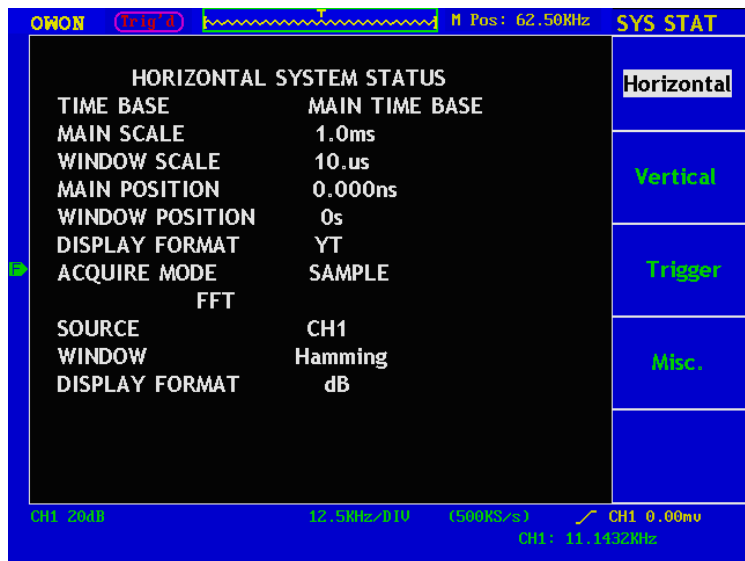 OWON Trig'd T M Pos: 62.50KHz SYS STAT
HORIZONTAL SYSTEM STATUS
TIME BASE MAIN TIME BASE
MAIN SCALE 1.0ms
WINDOW SCALE 10.us
MAIN POSITION 0.000ns
WINDOW POSITION 0s
DISPLAY FORMAT YT
ACQUIRE MODE SAMPLE
FFT
SOURCE CH1
WINDOW Hamming
DISPLAY FORMAT dB
Horizontal
Vertical
Trigger
Misc.
F
CH1 20dB 12.5KHz/DIV (500KS/s) CH1 0.00mv
CH1: 11.1432KHz